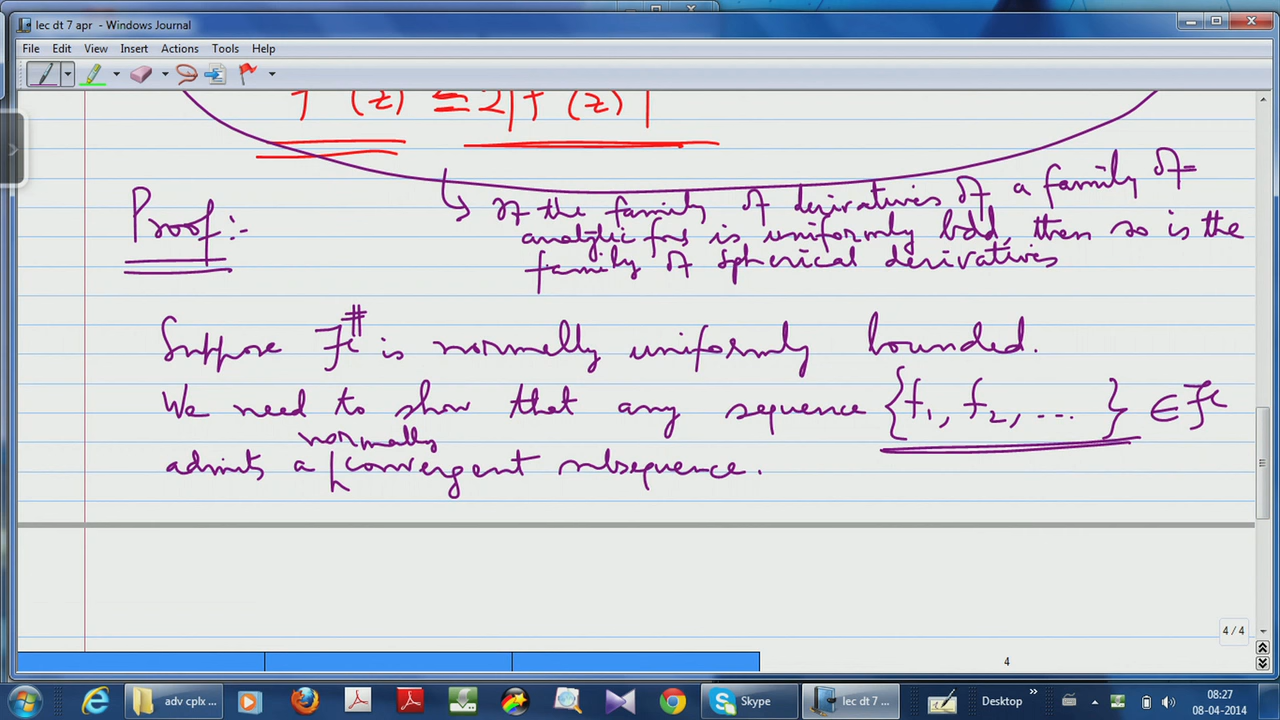 lec dt 7 apr - Windows Journal
File Edit View Insert Actions Tools Help
f (z) = 2|f (z)|
Proof:-
If the family of derivatives of a family of
analytic fns is uniformly bdd, then so is the
family of spherical derivatives
Suppose ℱ# is normally uniformly bounded.
We need to show that any sequence {f1, f2, ... } ∈ ℱ
normally
admits a convergent subsequence.
4 / 4
4
adv cplx ...
Skype
lec dt 7 ...
Desktop
08:27
08-04-2014